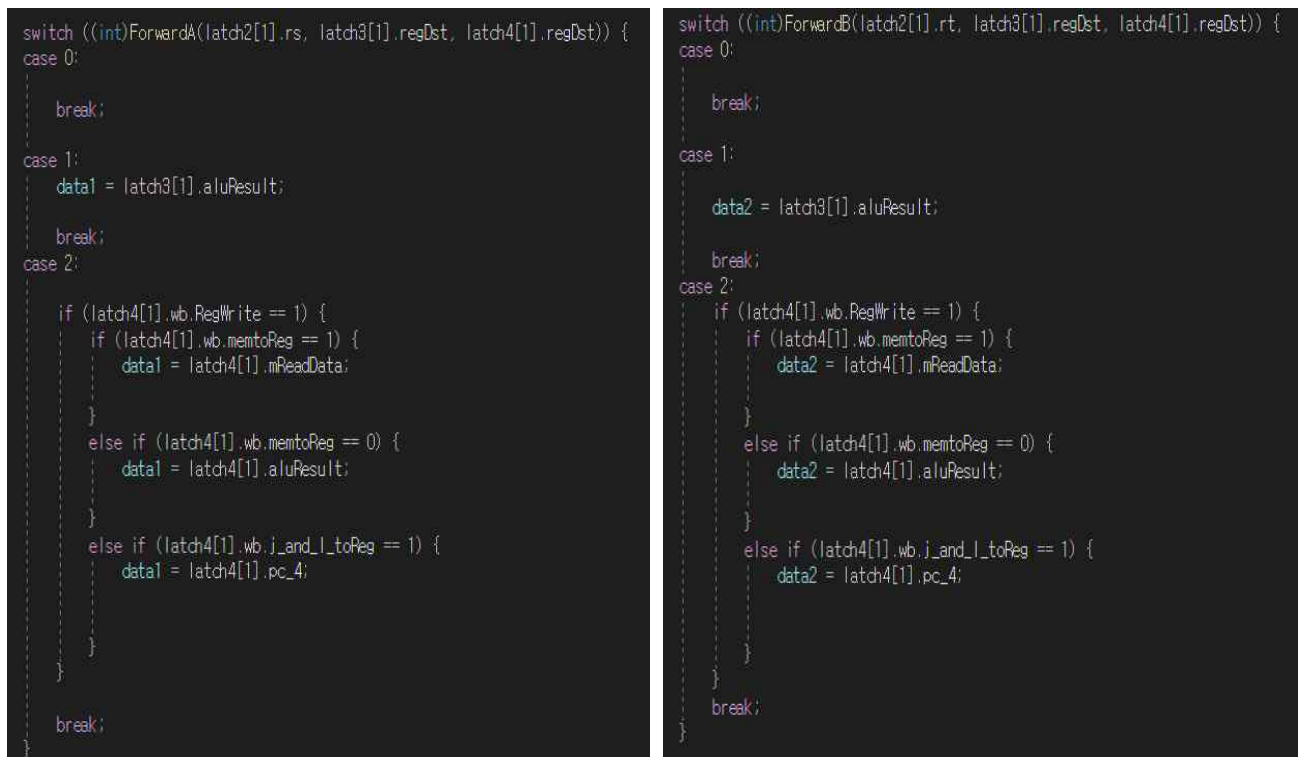 switch ((int)ForwardA(latch2[1].rs, latch3[1].regDst, latch4[1].regDst)) {
case 0:
break;
case 1:
data1 = latch3[1].aluResult;
break;
case 2:
if (latch4[1].wb.RegWrite == 1) {
if (latch4[1].wb.memtoReg == 1) {
data1 = latch4[1].mReadData;
}
else if (latch4[1].wb.memtoReg == 0) {
data1 = latch4[1].aluResult;
}
else if (latch4[1].wb.j_and_l_toReg == 1) {
data1 = latch4[1].pc_4;
}
}
break;
}
switch ((int)ForwardB(latch2[1].rt, latch3[1].regDst, latch4[1].regDst)) {
case 0:
break;
case 1:
data2 = latch3[1].aluResult;
break;
case 2:
if (latch4[1].wb.RegWrite == 1) {
if (latch4[1].wb.memtoReg == 1) {
data2 = latch4[1].mReadData;
}
else if (latch4[1].wb.memtoReg == 0) {
data2 = latch4[1].aluResult;
}
else if (latch4[1].wb.j_and_l_toReg == 1) {
data2 = latch4[1].pc_4;
}
}
break;
}